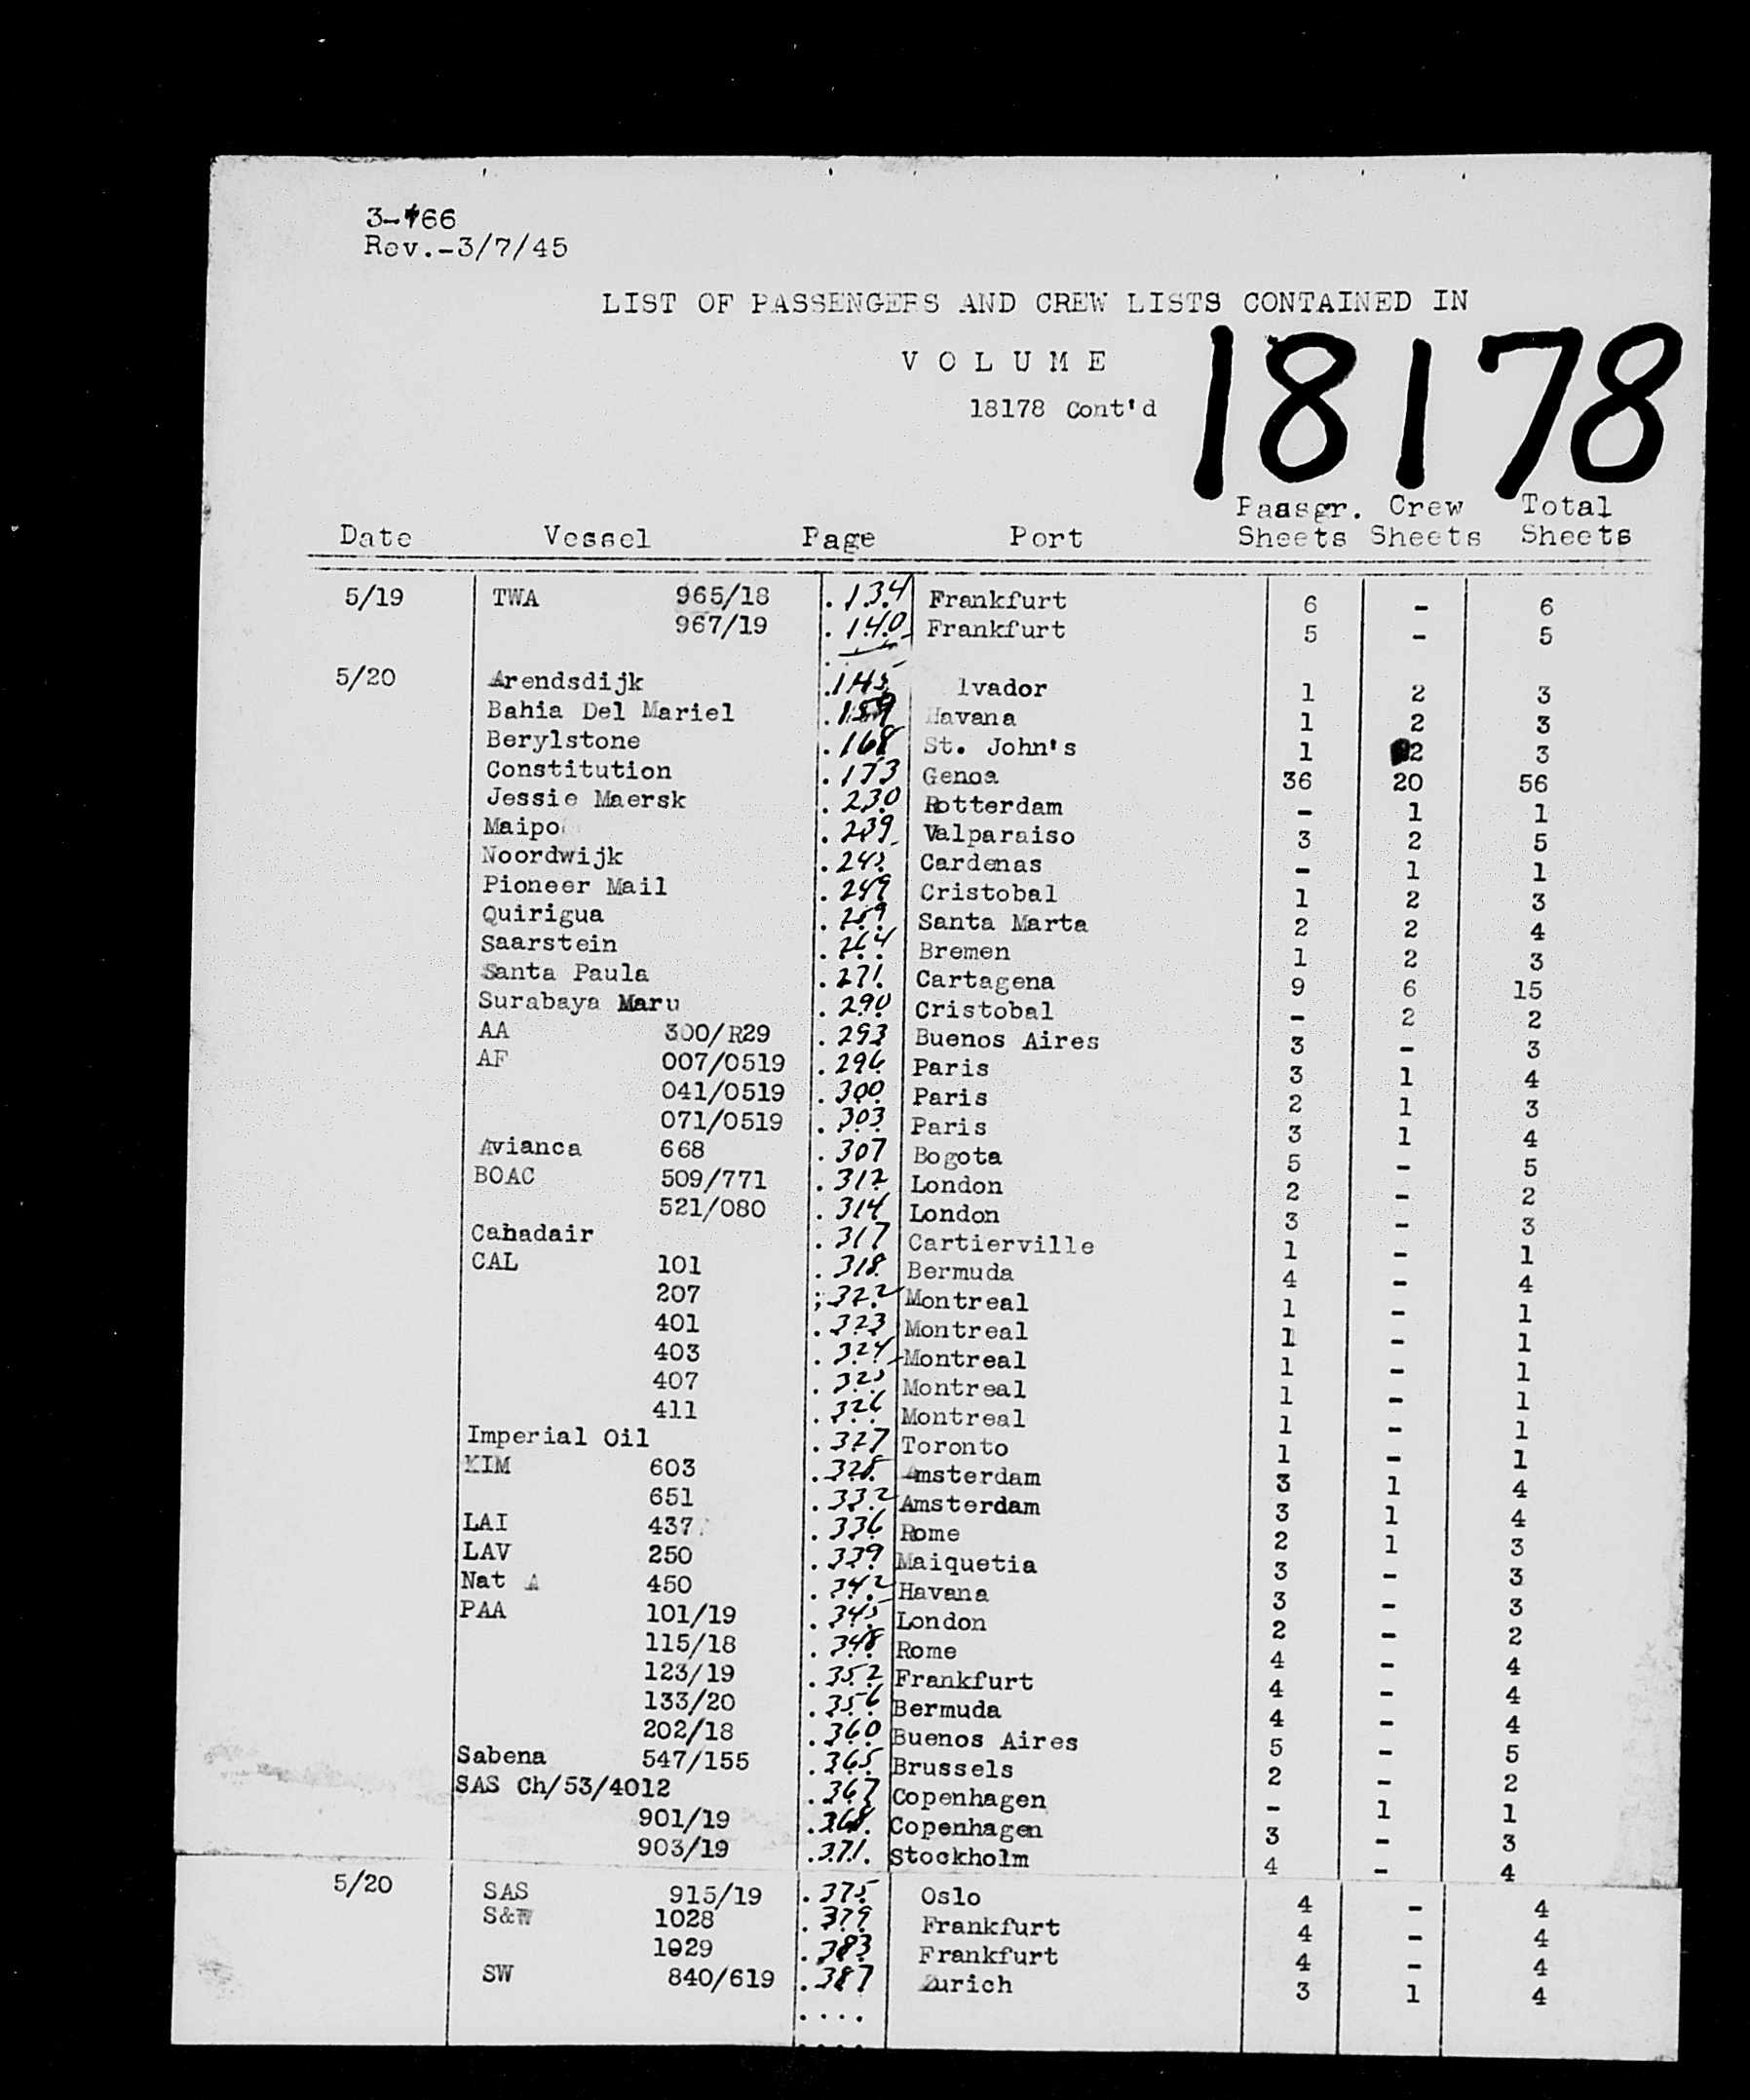 3-466
Rev.-3/7/45
LIST OF PASSENGERS AND CREW LISTS CONTAINED IN
VOLUME
18178 Cont'd
18178
Date Vessel Page Port Paasgr. Sheets Crew Sheets Total Sheets
5/19 TWA 965/18 134 Frankfurt 6 - 6
967/19 140 Frankfurt 5 - 5
5/20 Arendsdijk 145 lvador 1 2 3
Bahia Del Mariel 159 Havana 1 2 3
Berylstone 168 St. John's 1 2 3
Constitution 173 Genoa 36 20 56
Jessie Maersk 230 Rotterdam - 1 1
Maipo 239 Valparaiso 3 2 5
Noordwijk 245 Cardenas - 1 1
Pioneer Mail 249 Cristobal 1 2 3
Quirigua 259 Santa Marta 2 2 4
Saarstein 264 Bremen 1 2 3
Santa Paula 271 Cartagena 9 6 15
Surabaya Maru 290 Cristobal - 2 2
AA 300/R29 293 Buenos Aires 3 - 3
AF 007/0519 296 Paris 3 1 4
041/0519 300 Paris 2 1 3
071/0519 303 Paris 3 1 4
Avianca 668 307 Bogota 5 - 5
BOAC 509/771 312 London 2 - 2
521/080 314 London 3 - 3
Cahadair 317 Cartierville 1 - 1
CAL 101 318 Bermuda 4 - 4
207 322 Montreal 1 - 1
401 323 Montreal 1 - 1
403 324 Montreal 1 - 1
407 325 Montreal 1 - 1
411 326 Montreal 1 - 1
Imperial Oil 327 Toronto 1 - 1
KIM 603 328 Amsterdam 3 1 4
651 332 Amsterdam 3 1 4
LAI 437 336 Rome 2 1 3
LAV 250 339 Maiquetia 3 - 3
Nat A 450 342 Havana 3 - 3
PAA 101/19 345 London 2 - 2
115/18 348 Rome 4 - 4
123/19 352 Frankfurt 4 - 4
133/20 356 Bermuda 4 - 4
202/18 360 Buenos Aires 5 - 5
Sabena 547/155 365 Brussels 2 - 2
SAS Ch/53/4012 367 Copenhagen - 1 1
901/19 368 Copenhagen 3 - 3
903/19 371 Stockholm 4 - 4
5/20 SAS 915/19 375 Oslo 4 - 4
S&W 1028 379 Frankfurt 4 - 4
1029 383 Frankfurt 4 - 4
SW 840/619 387 Zurich 3 1 4